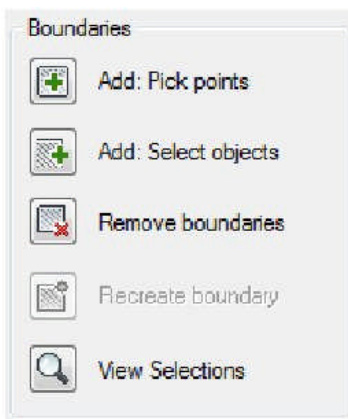 Boundaries
Add: Pick points
Add: Select objects
Remove boundaries
Recreate boundary
View Selections